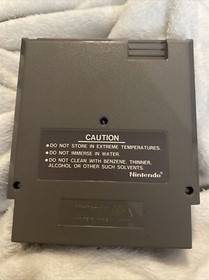 CAUTION
•DO NOT STORE IN EXTREME TEMPERATURES.
•DO NOT IMMERSE IN WATER.
•DO NOT CLEAN WITH BENZENE, THINNER,
ALCOHOL OR OTHER SUCH SOLVENTS.
Nintendo